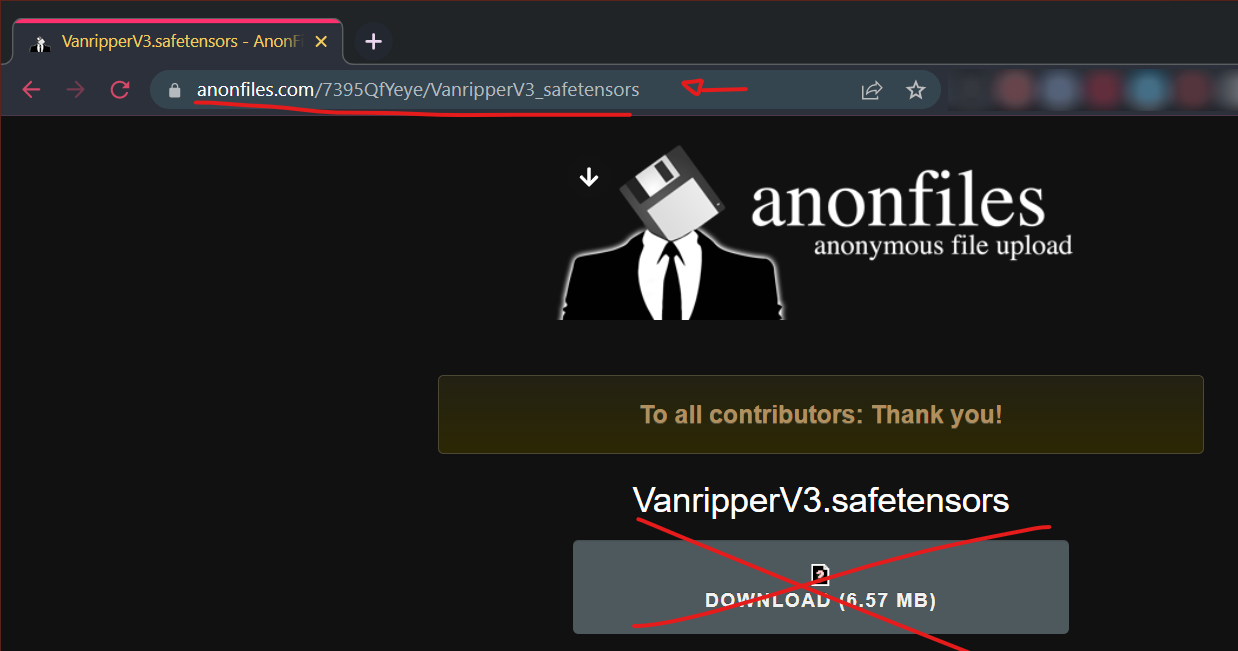 VanripperV3.safetensors - AnonFi
anonfiles.com/7395QfYeye/VanripperV3_safetensors
anonfiles
anonymous file upload
To all contributors: Thank you!
VanripperV3.safetensors
DOWNLOAD (6.57 MB)